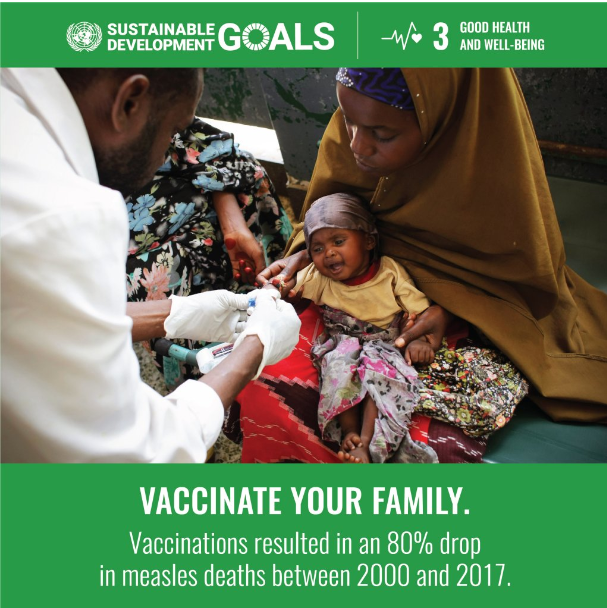 SUSTAINABLE
DEVELOPMENT
GOALS
3
GOOD HEALTH
AND WELL-BEING
VACCINATE YOUR FAMILY.
Vaccinations resulted in an 80% drop
in measles deaths between 2000 and 2017.